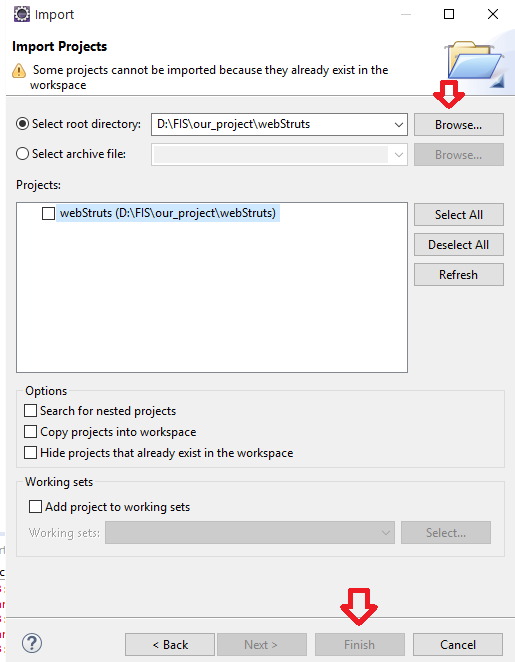 Import
Import Projects
Some projects cannot be imported because they already exist in the
workspace
Select root directory: D:\FIS\our_project\webStruts Browse...
Select archive file: Browse...
Projects:
webStruts (D:\FIS\our_project\webStruts)
Select All
Deselect All
Refresh
Options
Search for nested projects
Copy projects into workspace
Hide projects that already exist in the workspace
Working sets
Add project to working sets
Working sets: Select...
? < Back Next > Finish Cancel